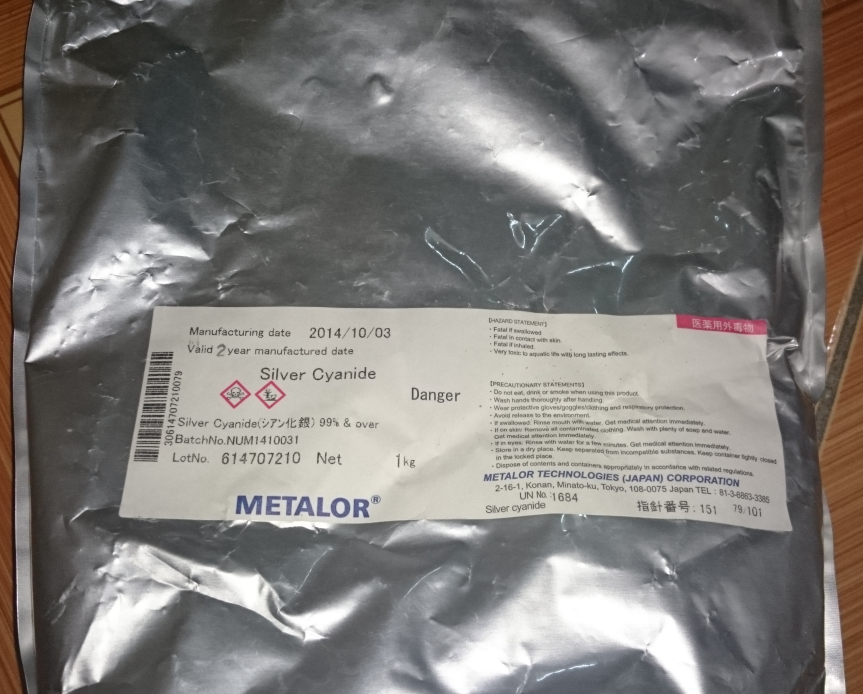 Manufacturing date 2014/10/03
Valid 2 year manufactured date
Silver Cyanide
Danger
30614707210079
Silver Cyanide(シアン化銀) 99% & over
BatchNo.NUM1410031
LotNo. 614707210 Net 1kg
METALOR®
医薬用外毒物
[HAZARD STATEMENT]
・Fatal if swallowed
・Fatal in contact with skin.
・Fatal if inhaled.
・Very toxic to aquatic life with long lasting effects.
[PRECAUTIONARY STATEMENTS]
・Do not eat, drink or smoke when using this product.
・Wash hands thoroughly after handling.
・Wear protective gloves/goggles/clothing and respiratory protection.
・Avoid release to the environment.
・If swallowed: Rinse mouth with water. Get medical attention immediately.
・If on skin: Remove all contaminated clothing. Wash with plenty of soap and water.
Get medical attention immediately.
・If in eyes: Rinse with water for a few minutes. Get medical attention immediately.
・Store in a dry place. Keep separated from incompatible substances. Keep container tightly closed
in the locked place.
・Dispose of contents and containers appropriately in accordance with related regulations.
METALOR TECHNOLOGIES (JAPAN) CORPORATION
2-16-1, Konan, Minato-ku, Tokyo, 108-0075 Japan TEL : 81-3-6863-3385
UN No.:1684
Silver cyanide
指針番号: 151 79/101